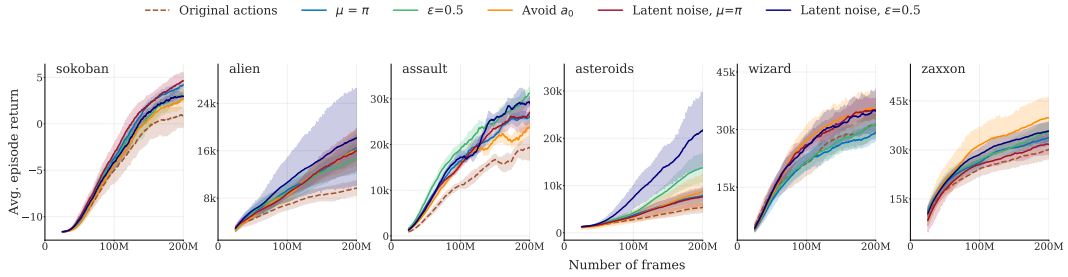 Original actions μ = π ε=0.5 Avoid a₀ Latent noise, μ=π Latent noise, ε=0.5
Avg. episode return
sokoban
5
0
−5
−10
0 100M 200M
alien
24k
16k
8k
100M 200M
assault
30k
20k
10k
0
0 100M 200M
asteroids
30k
20k
10k
0
0 100M 200M
wizard
45k
30k
15k
0 100M 200M
zaxxon
45k
30k
15k
0 100M 200M
Number of frames